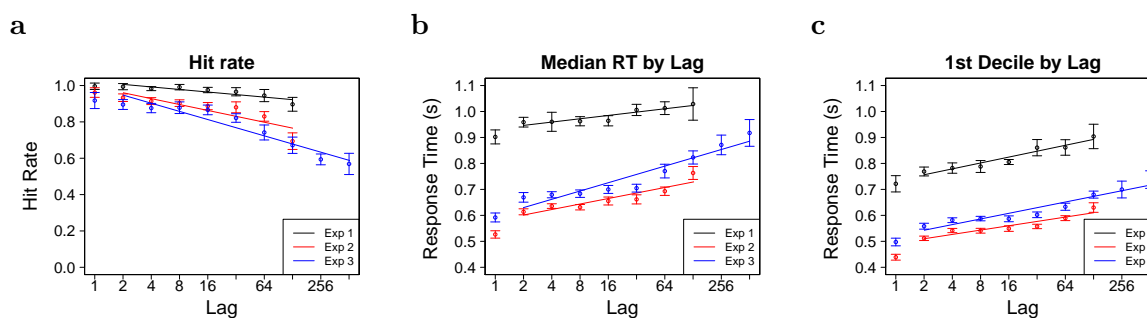 a
b
c
Hit rate
Median RT by Lag
1st Decile by Lag
Hit Rate
1.0
0.8
0.6
0.4
0.2
0.0
1 2 4 8 16 64 256
Lag
Exp 1
Exp 2
Exp 3
Response Time (s)
1.1
1.0
0.9
0.8
0.7
0.6
0.5
0.4
1 2 4 8 16 64 256
Lag
Exp 1
Exp 2
Exp 3
Response Time (s)
1.1
1.0
0.9
0.8
0.7
0.6
0.5
0.4
1 2 4 8 16 64 256
Lag
Exp
Exp
Exp